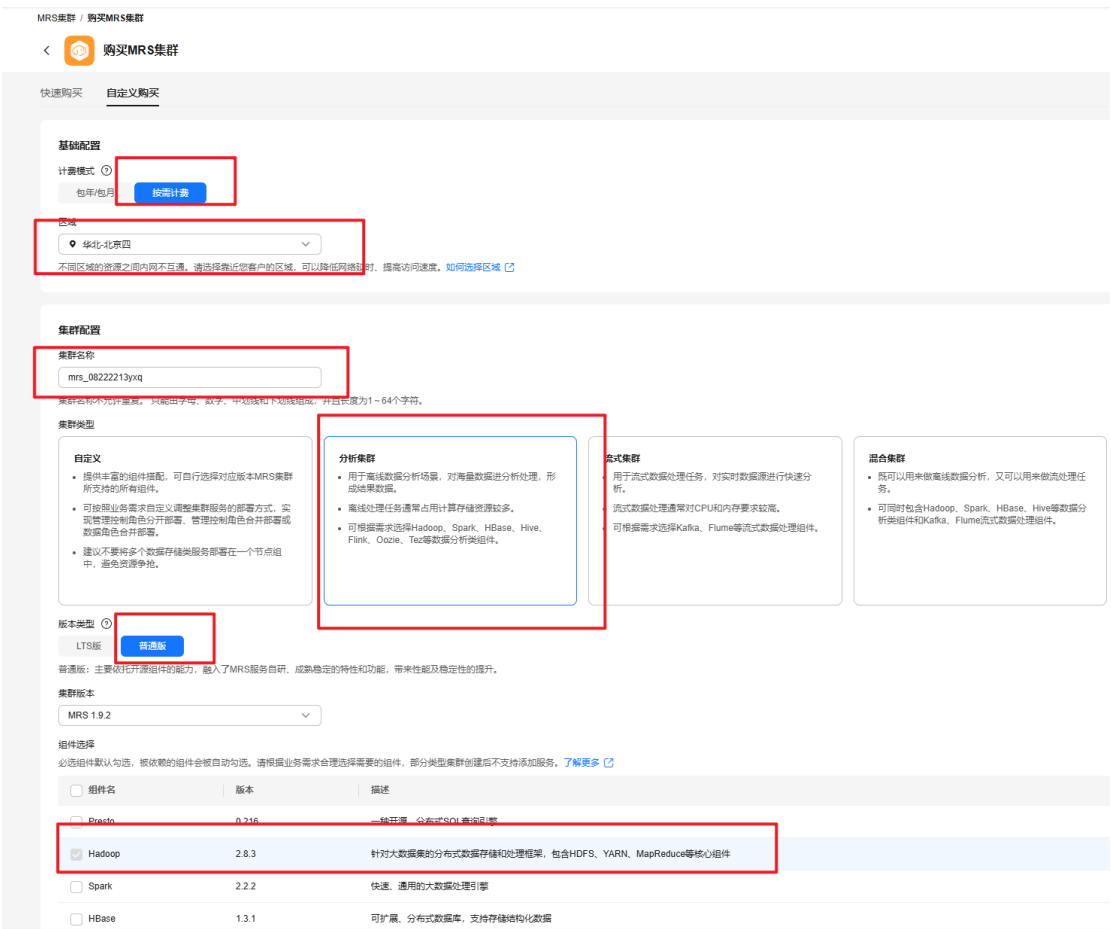 MRS集群 / 购买MRS集群
购买MRS集群
快速购买 自定义购买
基础配置
计费模式
包年/包月 按需计费
区域
华北-北京四
不同区域的资源之间内网不互通。请选择靠近您客户的区域，可以降低网络延时、提高访问速度。如何选择区域
集群配置
集群名称
mrs_08222213yxq
集群名称不允许重复。 只能由字母、数字、中划线和下划线组成，并且长度为1~64个字符。
集群类型
自定义
提供丰富的组件搭配，可自行选择对应版本MRS集群
所支持的所有组件。
可按照业务需求自定义调整集群服务的部署方式，实
现管理控制角色分开部署、管理控制角色合并部署或
数据角色合并部署。
建议不要将多个数据存储类服务部署在一个节点组
中，避免资源争抢。
分析集群
用于离线数据分析场景，对海量数据进行分析处理，形
成结果数据。
离线处理任务通常占用计算存储资源较多。
可根据需求选择Hadoop、Spark、HBase、Hive、
Flink、Oozie、Tez等数据分析类组件。
流式集群
用于流式数据处理任务，对实时数据源进行快速分
析。
流式数据处理通常对CPU和内存要求较高。
可根据需求选择Kafka、Flume等流式数据处理组件。
混合集群
既可以用来做离线数据分析，又可以用来做流处理任
务。
可同时包含Hadoop、Spark、HBase、Hive等数据分
析类组件和Kafka、Flume流式数据处理组件。
版本类型
LTS版 普通版
普通版：主要依托开源组件的能力，融入了MRS服务自研、成熟稳定的特性和功能，带来性能及稳定性的提升。
集群版本
MRS 1.9.2
组件选择
必选组件默认勾选，被依赖的组件会被自动勾选。请根据业务需求合理选择需要的组件，部分类型集群创建后不支持添加服务。了解更多
组件名 版本 描述
Presto 0.216 一种开源、分布式SQL查询引擎
Hadoop 2.8.3 针对大数据集的分布式数据存储和处理框架，包含HDFS、YARN、MapReduce等核心组件
Spark 2.2.2 快速、通用的大数据处理引擎
HBase 1.3.1 可扩展、分布式数据库，支持存储结构化数据